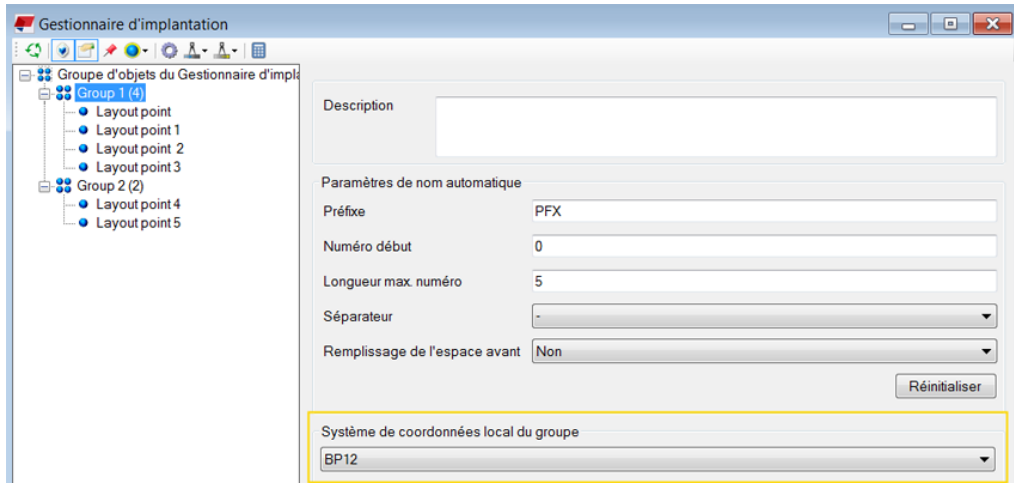 Gestionnaire d'implantation
Groupe d'objets du Gestionnaire d'impla
Group 1 (4)
Layout point
Layout point 1
Layout point 2
Layout point 3
Group 2 (2)
Layout point 4
Layout point 5
Description
Paramètres de nom automatique
Préfixe PFX
Numéro début 0
Longueur max. numéro 5
Séparateur -
Remplissage de l'espace avant Non
Réinitialiser
Système de coordonnées local du groupe
BP12